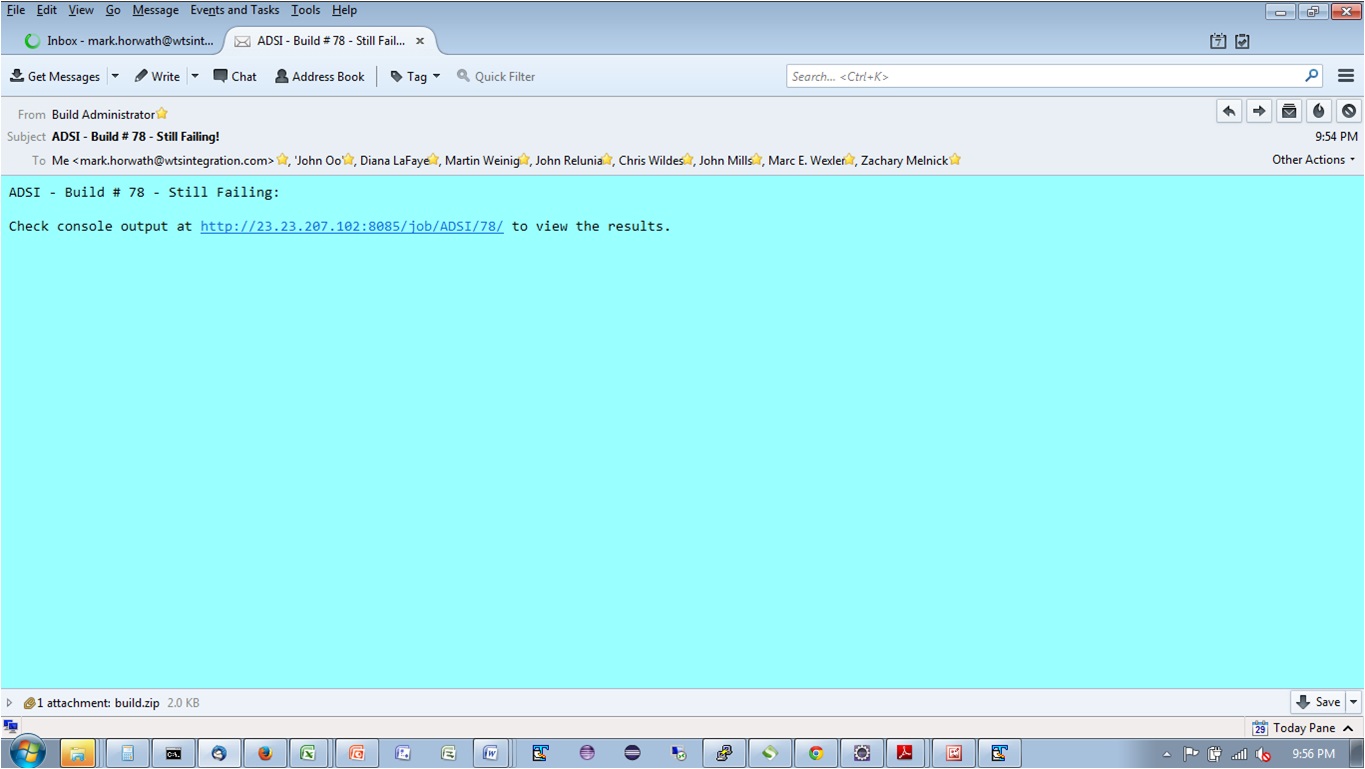 File Edit View Go Message Events and Tasks Tools Help
Inbox - mark.horwath@wtsint... ADSI - Build # 78 - Still Fail...
Get Messages Write Chat Address Book Tag Quick Filter Search... <Ctrl+K>
From Build Administrator
Subject ADSI - Build # 78 - Still Failing! 9:54 PM
To Me <mark.horwath@wtsintegration.com>, 'John Oo, Diana LaFaye, Martin Weinig, John Relunia, Chris Wildes, John Mills, Marc E. Wexler, Zachary Melnick Other Actions
ADSI - Build # 78 - Still Failing:
Check console output at http://23.23.207.102:8085/job/ADSI/78/ to view the results.
1 attachment: build.zip 2.0 KB Save
29 Today Pane
9:56 PM